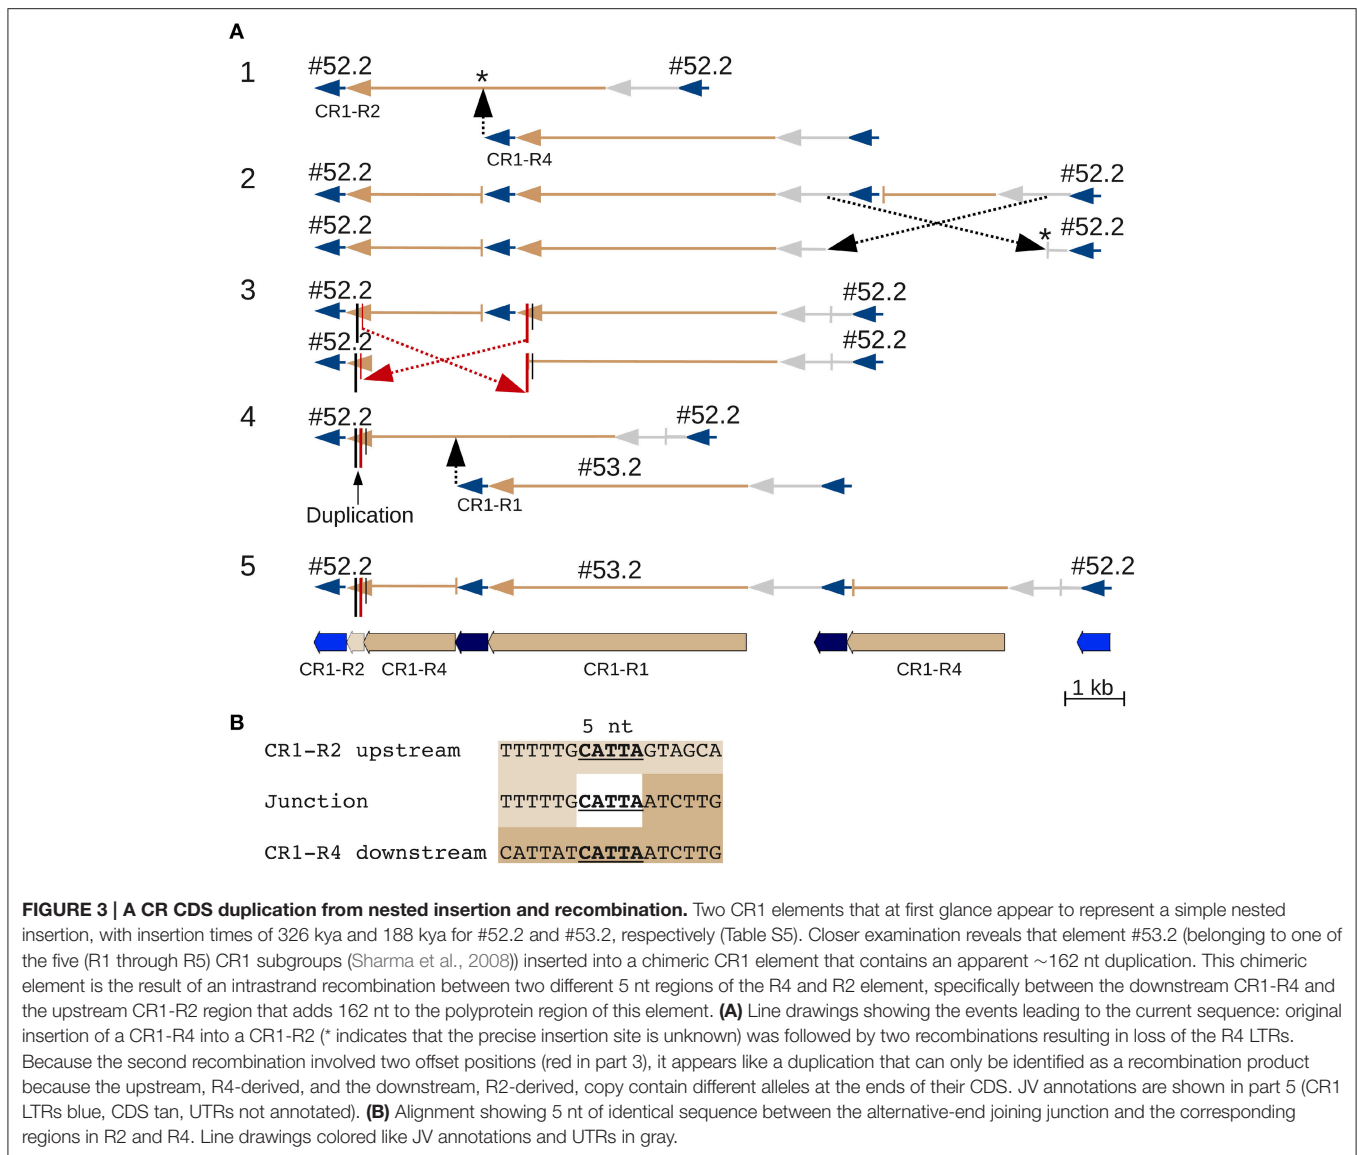 A
1
#52.2
*
#52.2
CR1-R2
CR1-R4
2
#52.2
#52.2
#52.2
*
#52.2
3
#52.2
#52.2
#52.2
#52.2
4
#52.2
#52.2
#53.2
CR1-R1
Duplication
5
#52.2
#53.2
#52.2
CR1-R2
CR1-R4
CR1-R1
CR1-R4
1 kb
B
5 nt
CR1-R2 upstream TTTTTGCATTAGTAGCA
Junction TTTTTGCATTAATCTTG
CR1-R4 downstream CATTATCATTAATCTTG
FIGURE 3 | A CR CDS duplication from nested insertion and recombination. Two CR1 elements that at first glance appear to represent a simple nested
insertion, with insertion times of 326 kya and 188 kya for #52.2 and #53.2, respectively (Table S5). Closer examination reveals that element #53.2 (belonging to one of
the five (R1 through R5) CR1 subgroups (Sharma et al., 2008)) inserted into a chimeric CR1 element that contains an apparent ∼162 nt duplication. This chimeric
element is the result of an intrastrand recombination between two different 5 nt regions of the R4 and R2 element, specifically between the downstream CR1-R4 and
the upstream CR1-R2 region that adds 162 nt to the polyprotein region of this element. (A) Line drawings showing the events leading to the current sequence: original
insertion of a CR1-R4 into a CR1-R2 (* indicates that the precise insertion site is unknown) was followed by two recombinations resulting in loss of the R4 LTRs.
Because the second recombination involved two offset positions (red in part 3), it appears like a duplication that can only be identified as a recombination product
because the upstream, R4-derived, and the downstream, R2-derived, copy contain different alleles at the ends of their CDS. JV annotations are shown in part 5 (CR1
LTRs blue, CDS tan, UTRs not annotated). (B) Alignment showing 5 nt of identical sequence between the alternative-end joining junction and the corresponding
regions in R2 and R4. Line drawings colored like JV annotations and UTRs in gray.